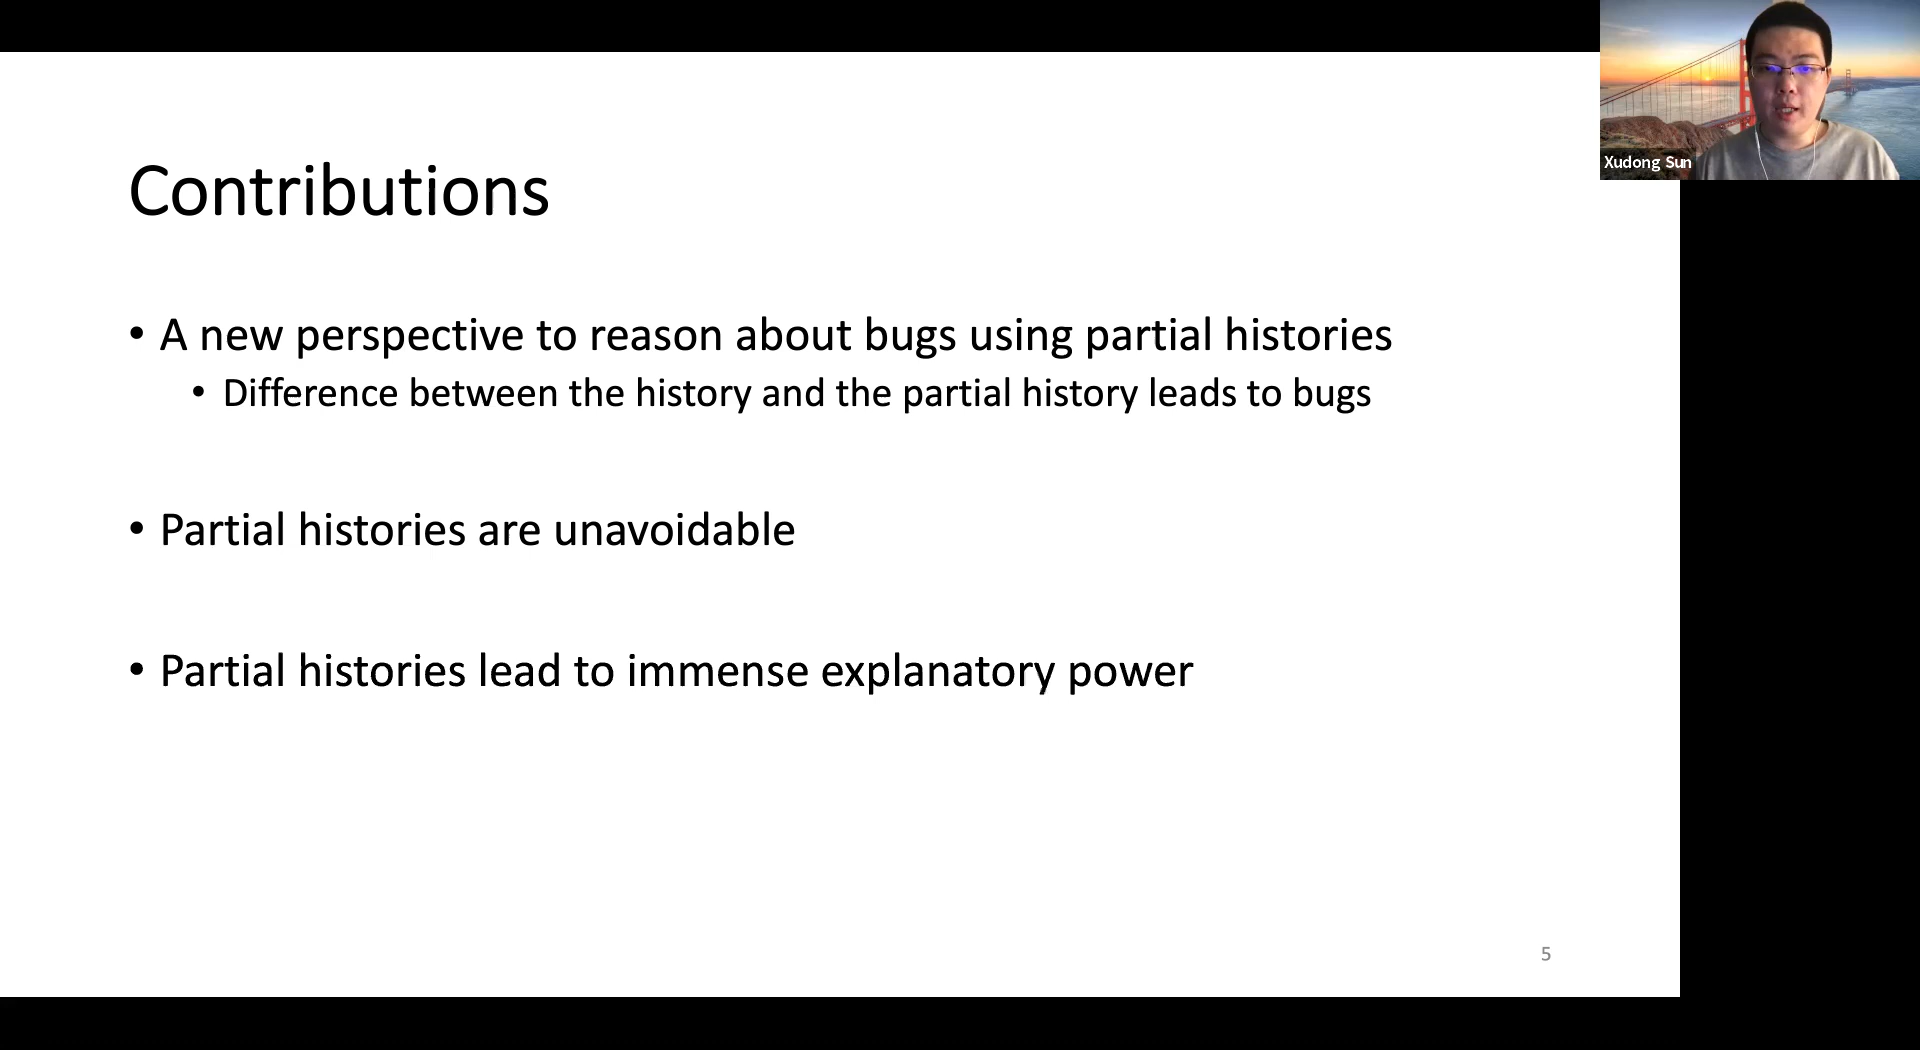 Xudong Sun
Contributions
• A new perspective to reason about bugs using partial histories
• Difference between the history and the partial history leads to bugs
• Partial histories are unavoidable
• Partial histories lead to immense explanatory power
5